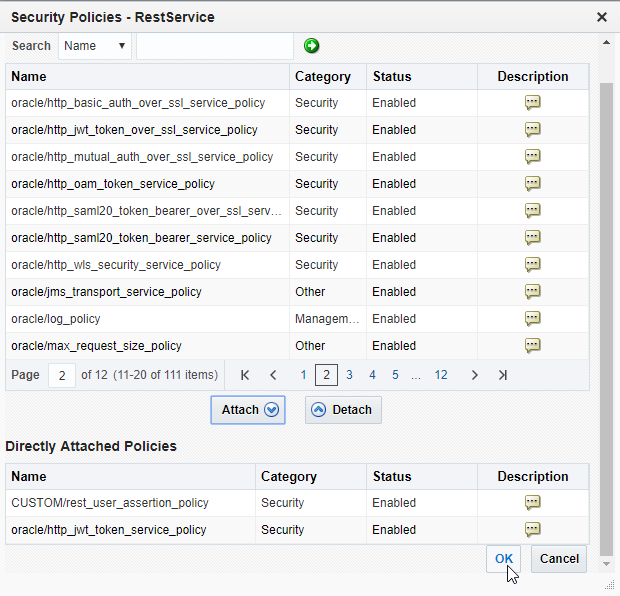 Security Policies - RestService
Search Name
Name Category Status Description
oracle/http_basic_auth_over_ssl_service_policy Security Enabled
oracle/http_jwt_token_over_ssl_service_policy Security Enabled
oracle/http_mutual_auth_over_ssl_service_policy Security Enabled
oracle/http_oam_token_service_policy Security Enabled
oracle/http_saml20_token_bearer_over_ssl_serv... Security Enabled
oracle/http_saml20_token_bearer_service_policy Security Enabled
oracle/http_wls_security_service_policy Security Enabled
oracle/jms_transport_service_policy Other Enabled
oracle/log_policy Managem... Enabled
oracle/max_request_size_policy Other Enabled
Page 2 of 12 (11-20 of 111 items) 1 2 3 4 5 ... 12
Attach Detach
Directly Attached Policies
Name Category Status Description
CUSTOM/rest_user_assertion_policy Security Enabled
oracle/http_jwt_token_service_policy Security Enabled
OK Cancel